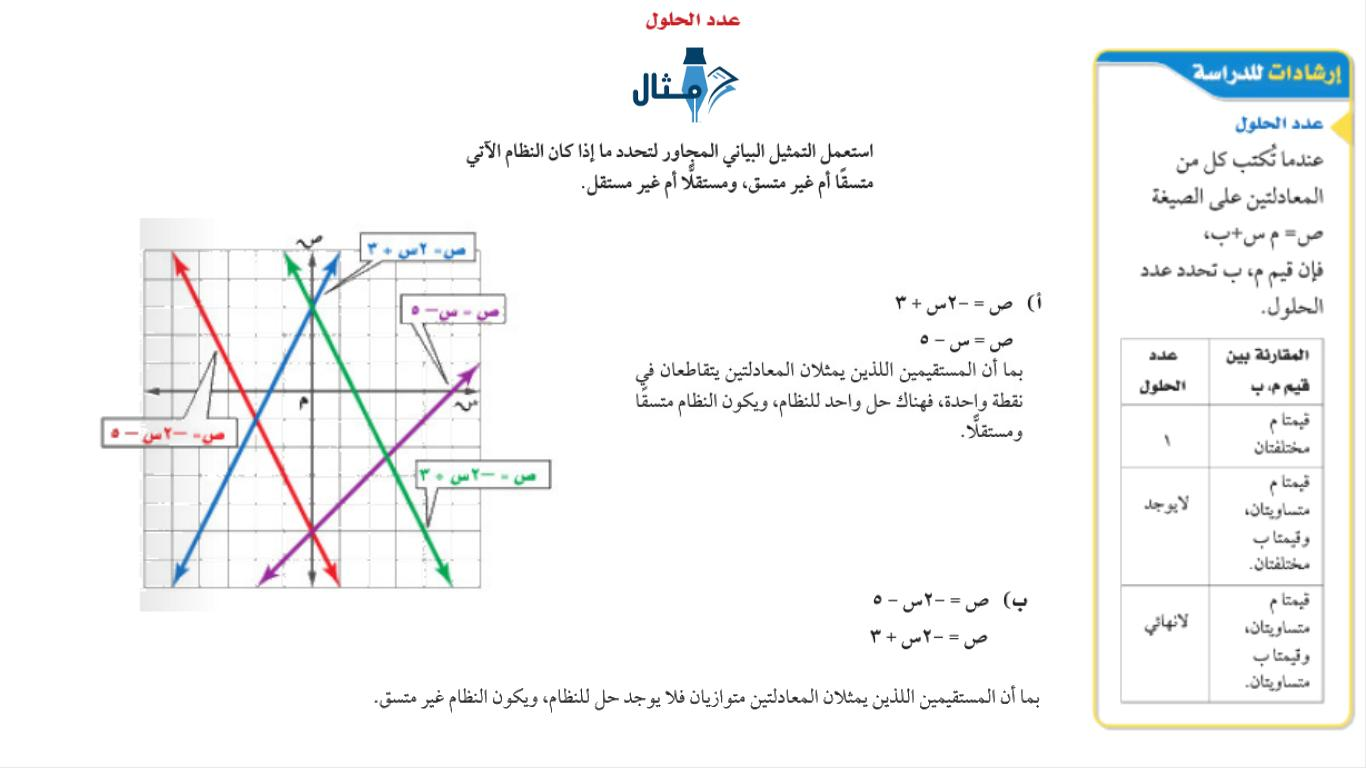 عدد الحلول
مثال
استعمل التمثيل البياني المجاور لتحدد ما إذا كان النظام الآتي
متسقًا أم غير متسق، ومستقلًّا أم غير مستقل.
أ) ص = –٢س + ٣
ص = س – ٥
بما أن المستقيمين اللذين يمثلان المعادلتين يتقاطعان في
نقطة واحدة، فهناك حل واحد للنظام، ويكون النظام متسقًا
ومستقلًّا.
ب) ص = –٢س – ٥
ص = –٢س + ٣
بما أن المستقيمين اللذين يمثلان المعادلتين متوازيان فلا يوجد حل للنظام، ويكون النظام غير متسق.
ص
ص= ٢س + ٣
ص = س– ٥
س
م
ص= –٢س – ٥
ص = –٢س + ٣
إرشادات للدراسة
عدد الحلول
عندما تُكتب كل من
المعادلتين على الصيغة
ص= م س+ب،
فإن قيم م، ب تحدد عدد
الحلول.
المقارنة بين
قيم م، ب
عدد
الحلول
قيمتا م
مختلفتان
١
قيمتا م
متساويتان،
وقيمتا ب
مختلفتان.
لايوجد
قيمتا م
متساويتان،
وقيمتا ب
متساويتان.
لانهائي